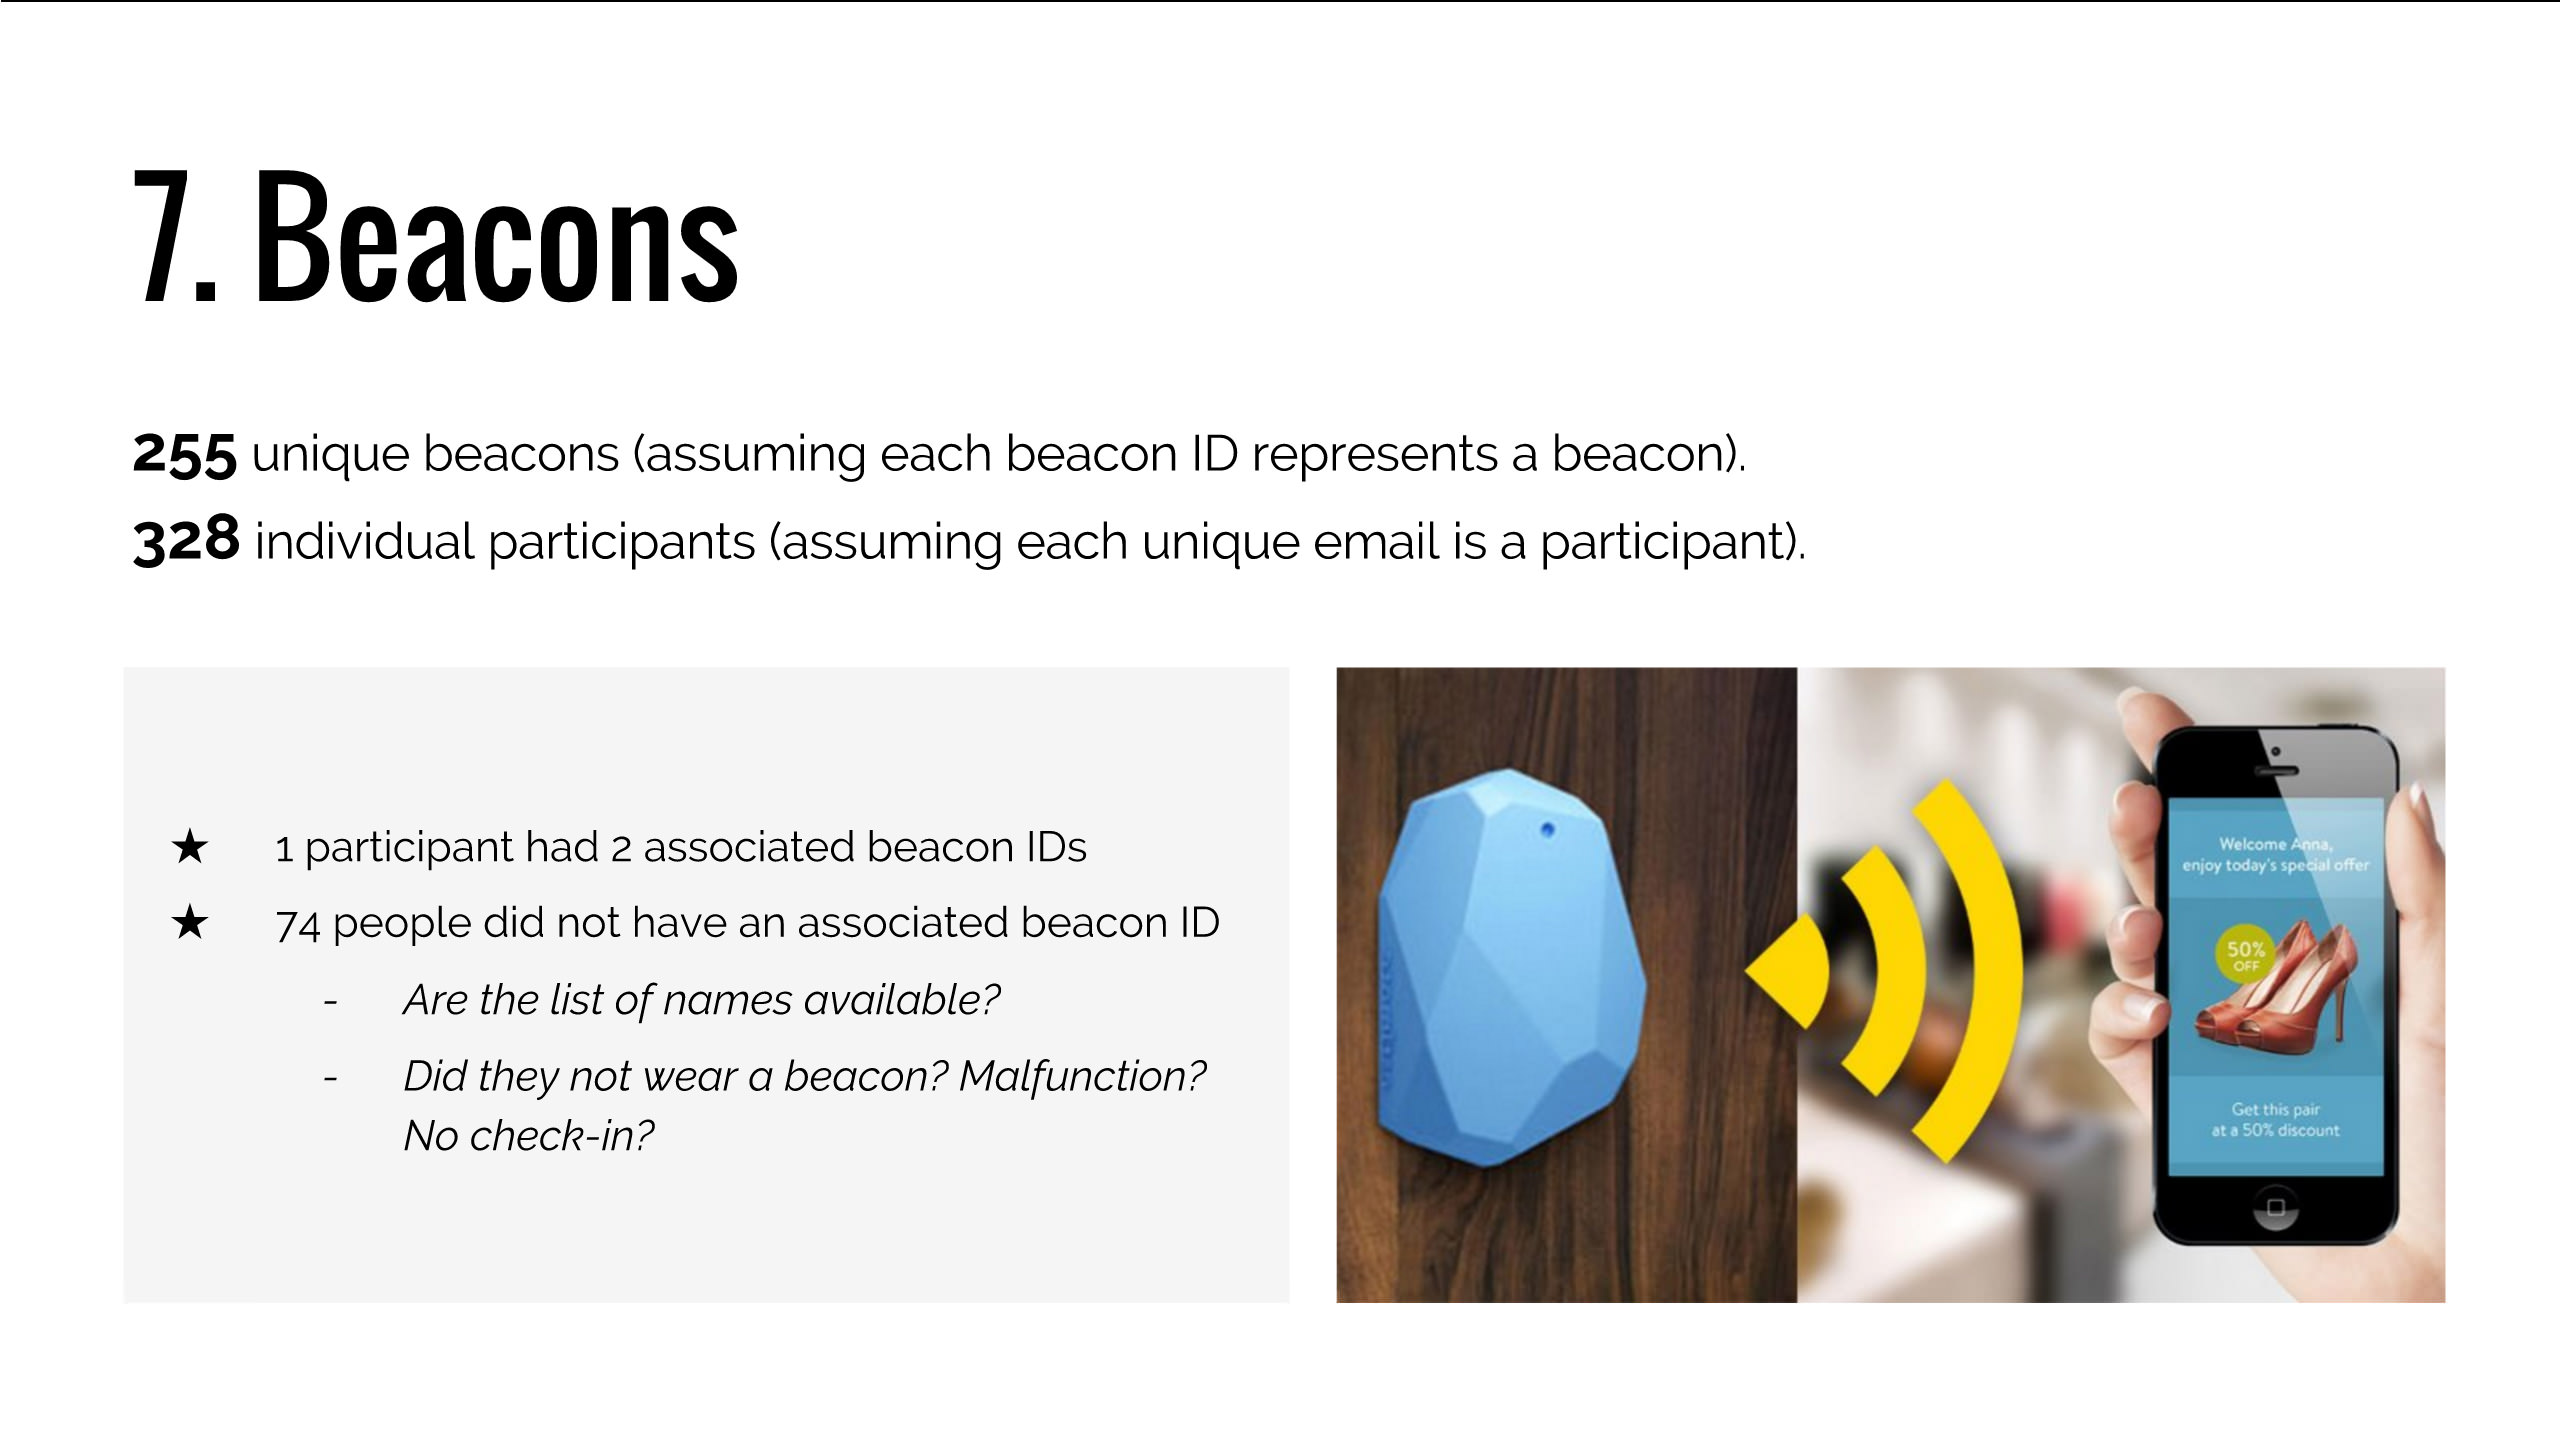 7. Beacons
255 unique beacons (assuming each beacon ID represents a beacon).
328 individual participants (assuming each unique email is a participant).
★ 1 participant had 2 associated beacon IDs
★ 74 people did not have an associated beacon ID
- Are the list of names available?
- Did they not wear a beacon? Malfunction?
No check-in?
Welcome Anna,
enjoy today's special offer
50%
OFF
Get this pair
at a 50% discount